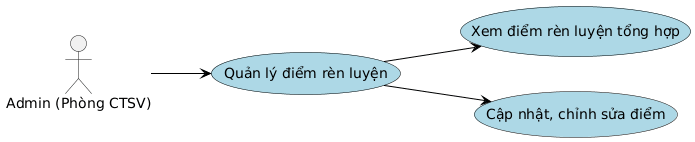 Xem điểm rèn luyện tổng hợp
Quản lý điểm rèn luyện
Admin (Phòng CTSV)
Cập nhật, chỉnh sửa điểm